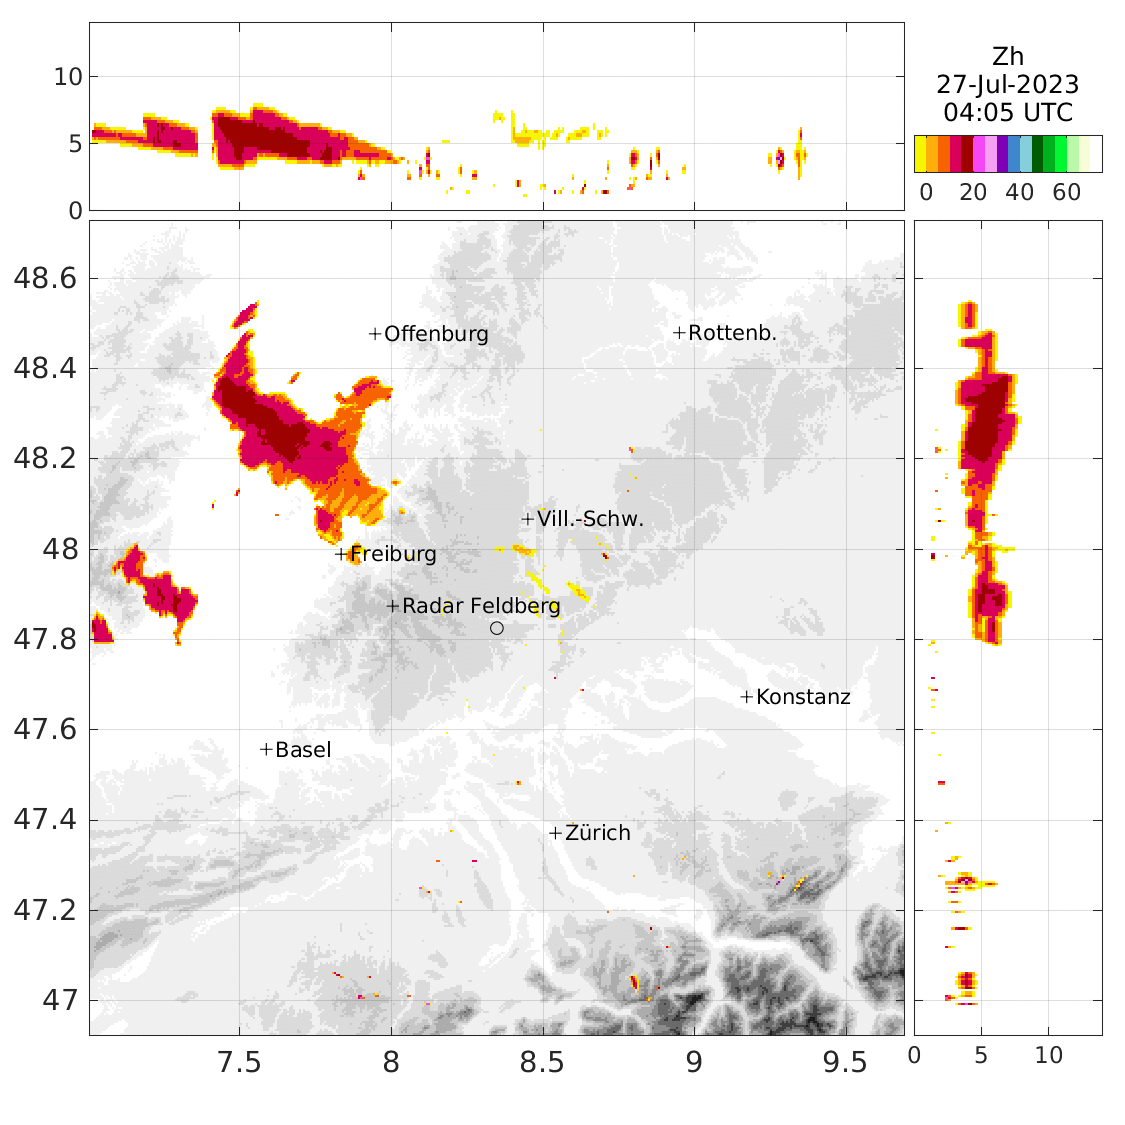 Zh
27-Jul-2023
04:05 UTC
0 20 40 60
10
5
0
48.6
48.4
48.2
48
47.8
47.6
47.4
47.2
47
Offenburg
Rottenb.
Vill.-Schw.
Freiburg
Radar Feldberg
Konstanz
Basel
Zürich
7.5 8 8.5 9 9.5
0 5 10